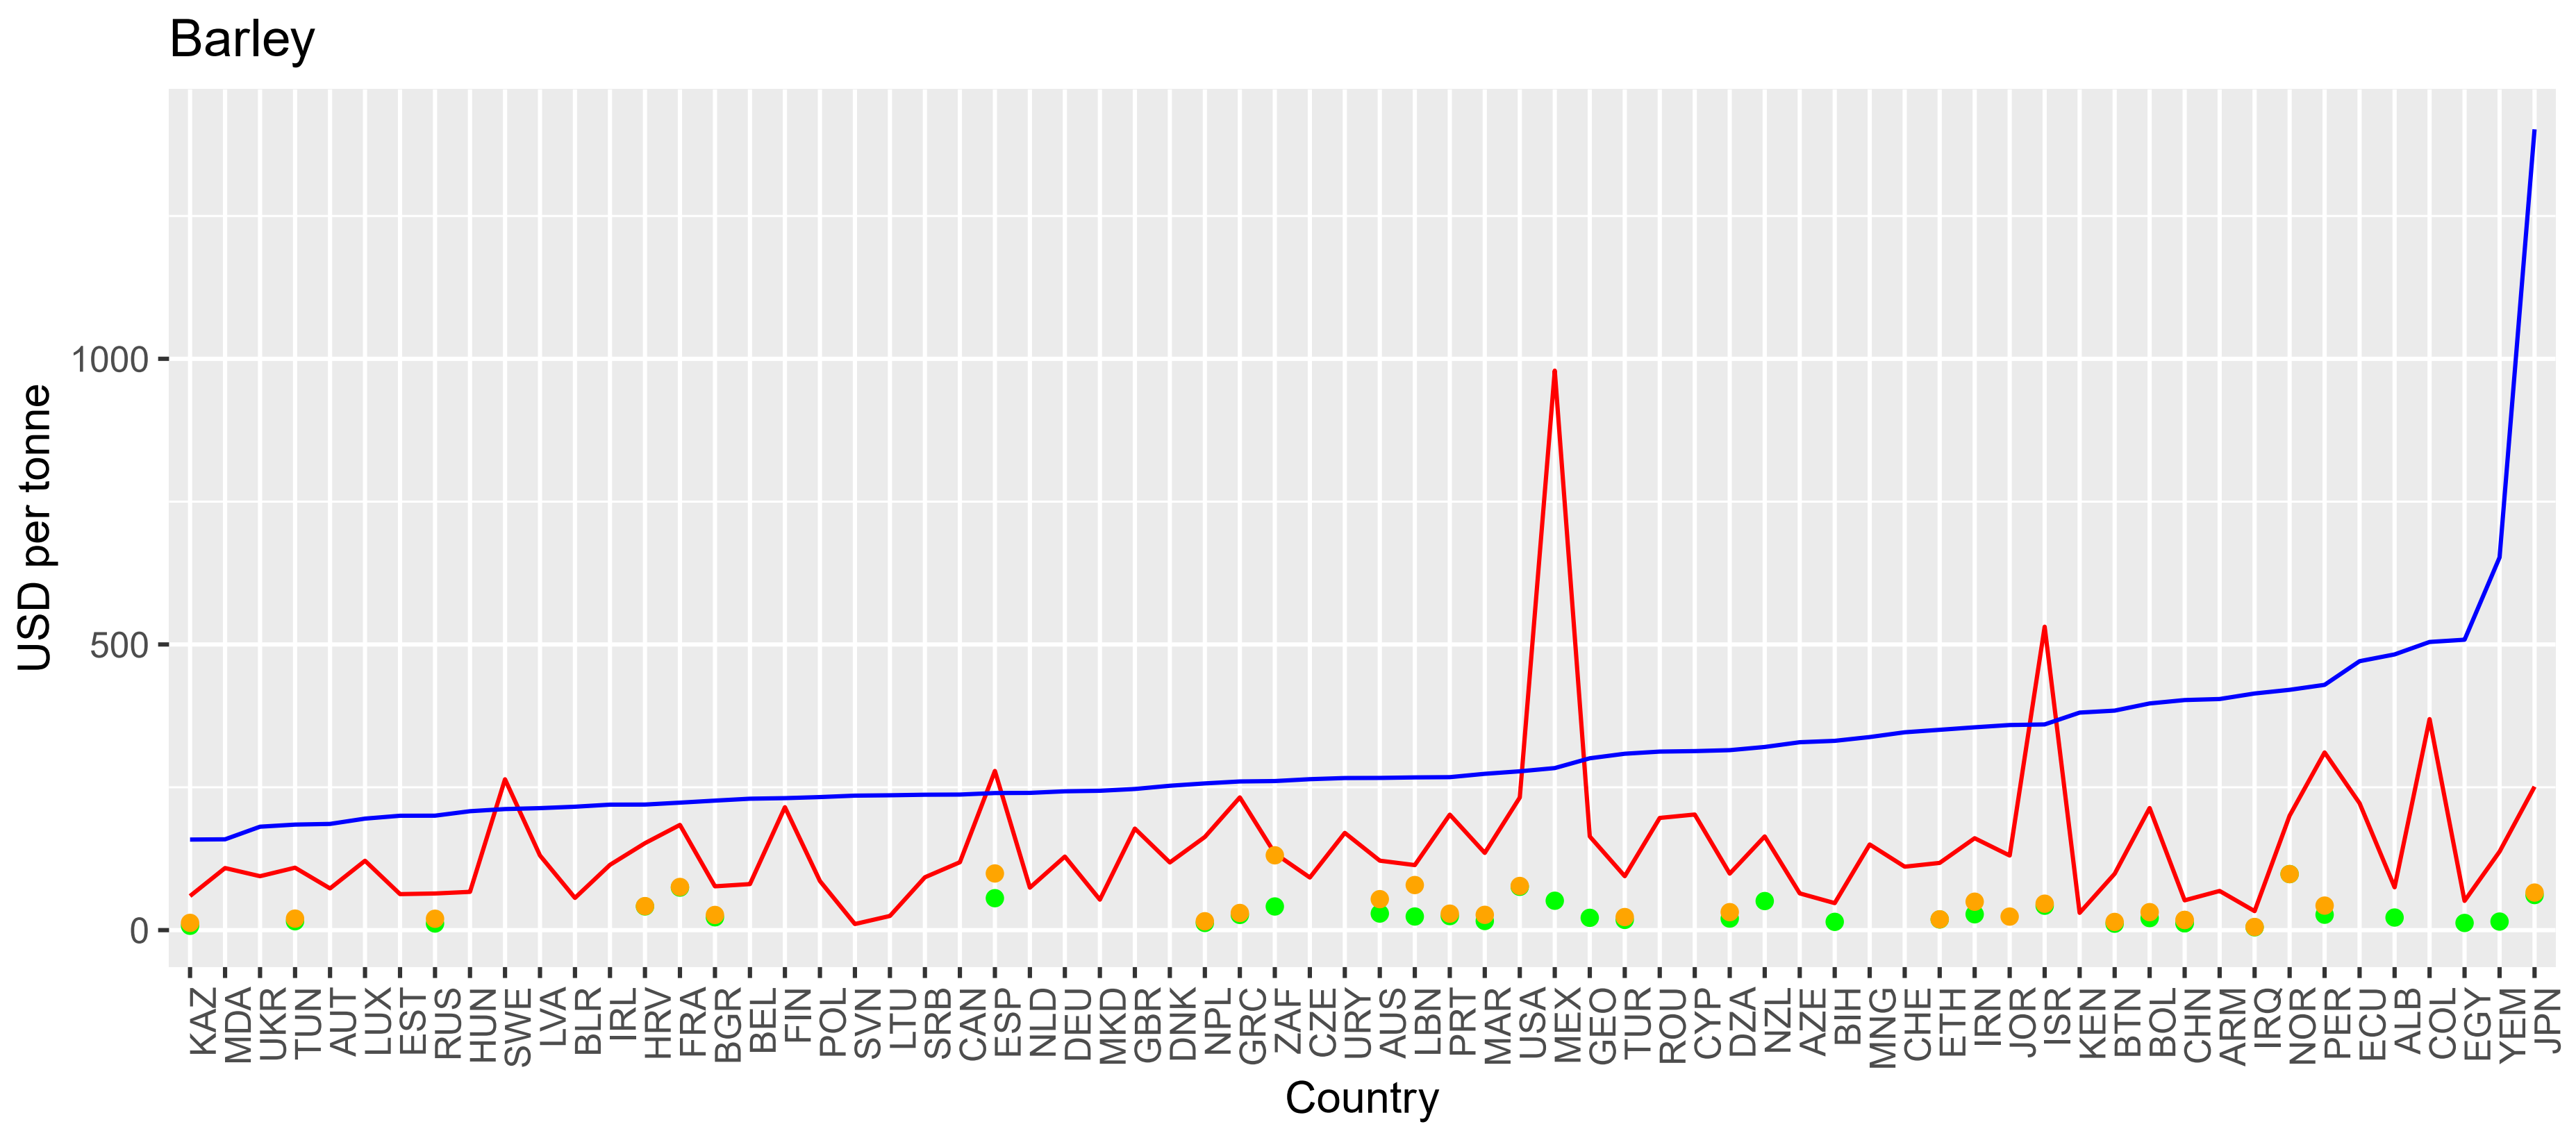 Barley
USD per tonne
1000
500
0
KAZ MDA UKR TUN AUT LUX EST RUS HUN SWE LVA BLR IRL HRV FRA BGR BEL FIN POL SVN LTU SRB CAN ESP NLD DEU MKD GBR DNK NPL GRC ZAF CZE URY AUS LBN PRT MAR USA MEX GEO TUR ROU CYP DZA NZL AZE BIH MNG CHE ETH IRN JOR ISR KEN BTN BOL CHN ARM IRQ NOR PER ECU ALB COL EGY YEM JPN
Country